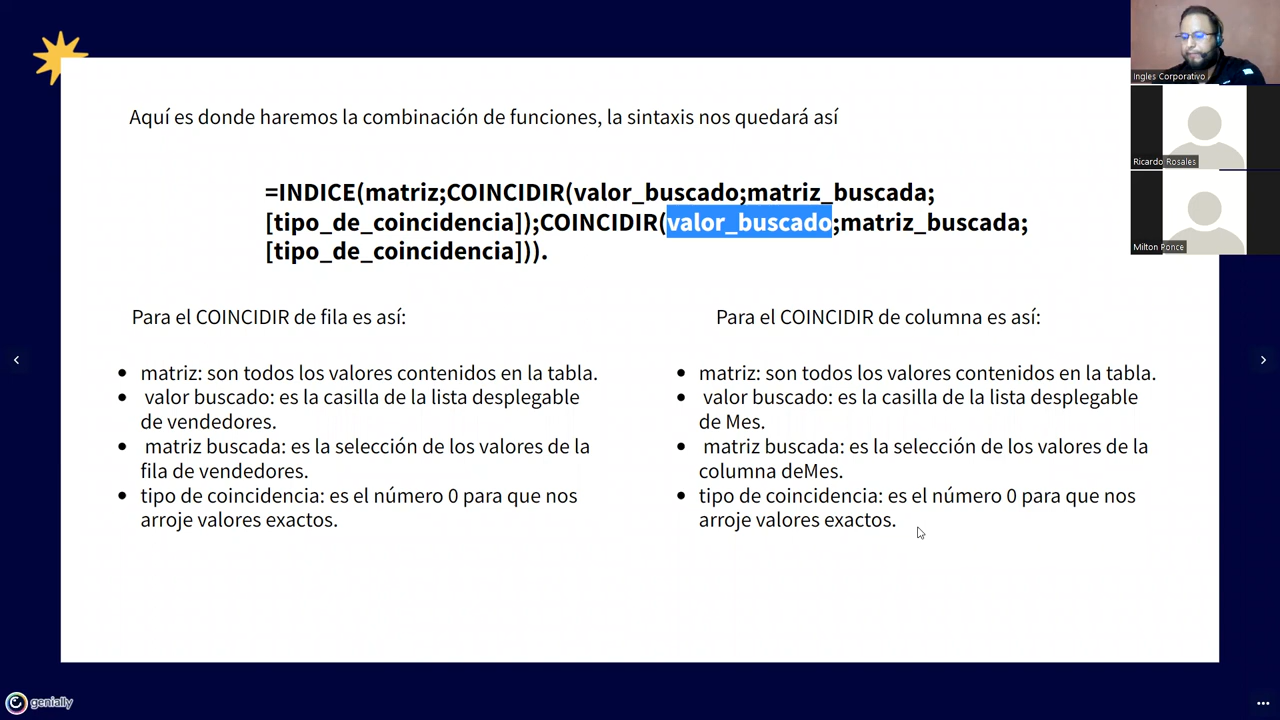 Aquí es donde haremos la combinación de funciones, la sintaxis nos quedará así
=INDICE(matriz;COINCIDIR(valor_buscado;matriz_buscada;
[tipo_de_coincidencia]);COINCIDIR(valor_buscado;matriz_buscada;
[tipo_de_coincidencia])).
Para el COINCIDIR de fila es así:
matriz: son todos los valores contenidos en la tabla.
valor buscado: es la casilla de la lista desplegable
de vendedores.
matriz buscada: es la selección de los valores de la
fila de vendedores.
tipo de coincidencia: es el número 0 para que nos
arroje valores exactos.
Para el COINCIDIR de columna es así:
matriz: son todos los valores contenidos en la tabla.
valor buscado: es la casilla de la lista desplegable
de Mes.
matriz buscada: es la selección de los valores de la
columna deMes.
tipo de coincidencia: es el número 0 para que nos
arroje valores exactos.
Ingles Corporativo
Ricardo Rosales
Milton Ponce
genially